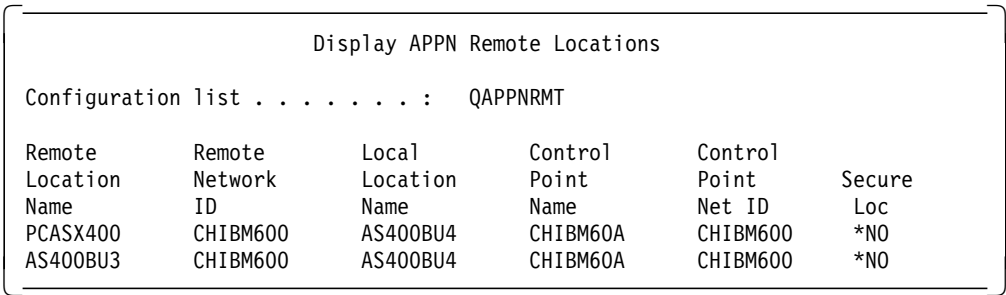 Display APPN Remote Locations
Configuration list . . . . . . . : QAPPNRMT
Remote Remote Local Control Control
Location Network Location Point Point Secure
Name ID Name Name Net ID Loc
PCASX400 CHIBM600 AS400BU4 CHIBM60A CHIBM600 *NO
AS400BU3 CHIBM600 AS400BU4 CHIBM60A CHIBM600 *NO